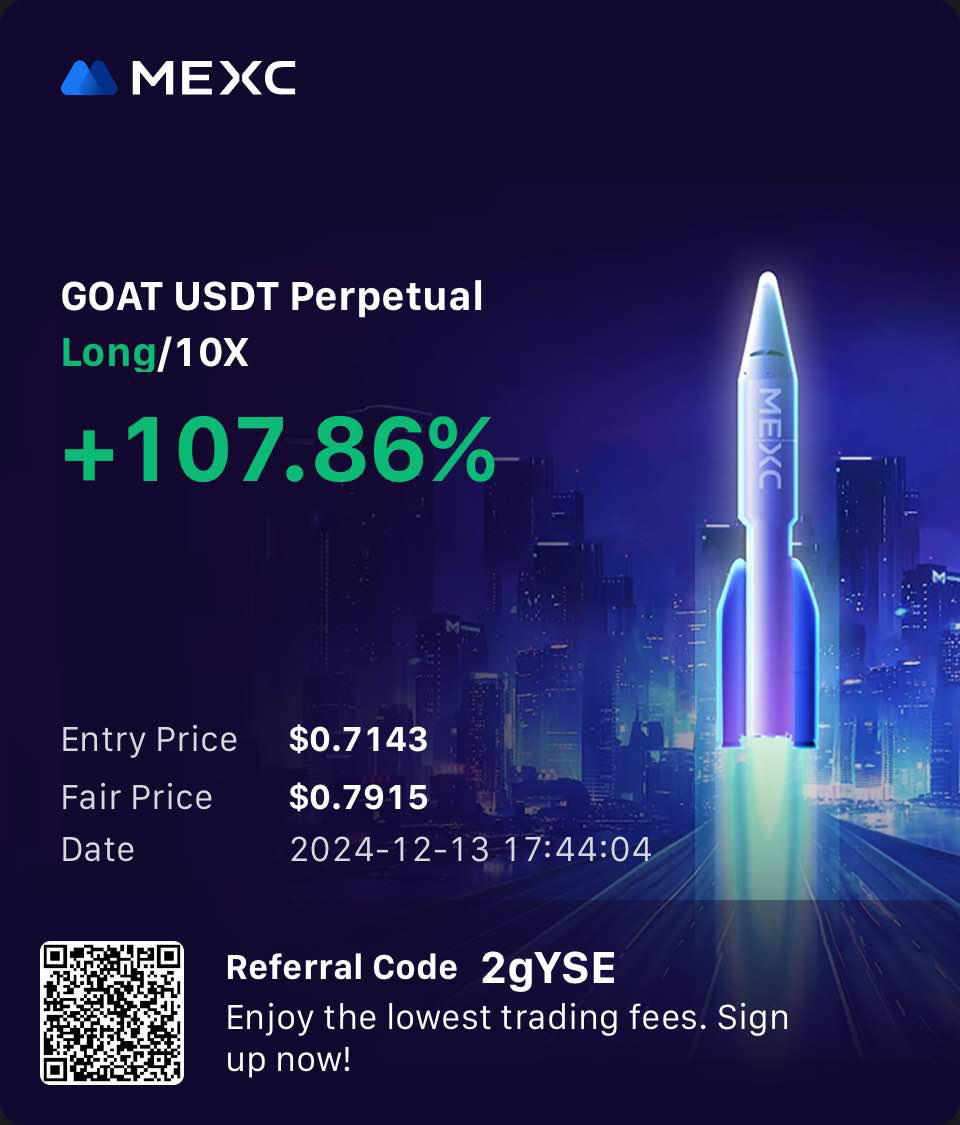 MEXC
GOAT USDT Perpetual
Long/10X
+107.86%
MEXC
Entry Price $0.7143
Fair Price $0.7915
Date 2024-12-13 17:44:04
Referral Code 2gYSE
Enjoy the lowest trading fees. Sign
up now!